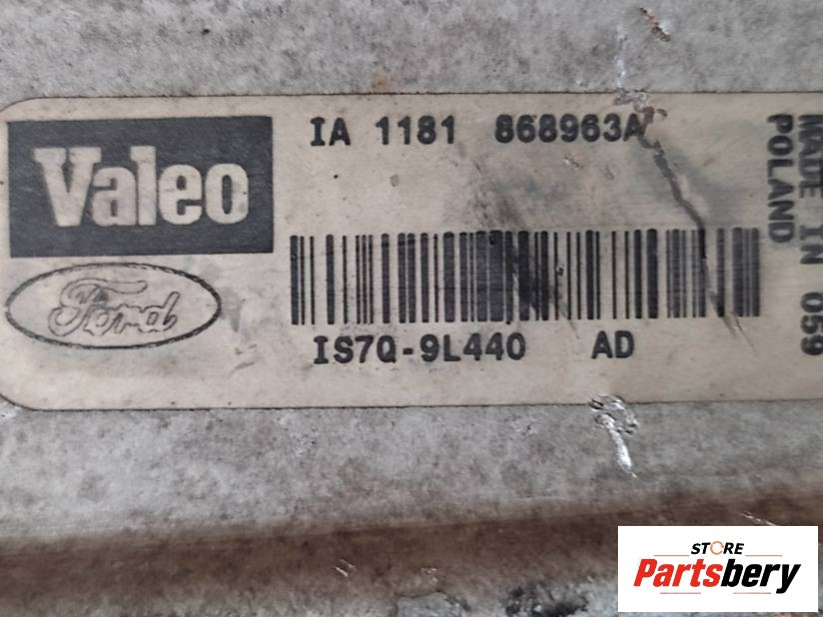 Valeo
Ford
IA 1181 868963A
IS7Q-9L440 AD
MADE IN
POLAND
059
STORE
Partsbery